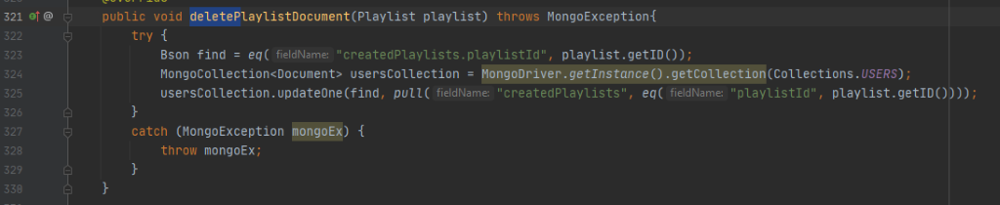 321 public void deletePlaylistDocument(Playlist playlist) throws MongoException{
322 try {
323 Bson find = eq( fieldName: "createdPlaylists.playlistId", playlist.getID());
324 MongoCollection<Document> usersCollection = MongoDriver.getInstance().getCollection(Collections.USERS);
325 usersCollection.updateOne(find, pull( fieldName: "createdPlaylists", eq( fieldName: "playlistId", playlist.getID())));
326 }
327 catch (MongoException mongoEx) {
328 throw mongoEx;
329 }
330 }